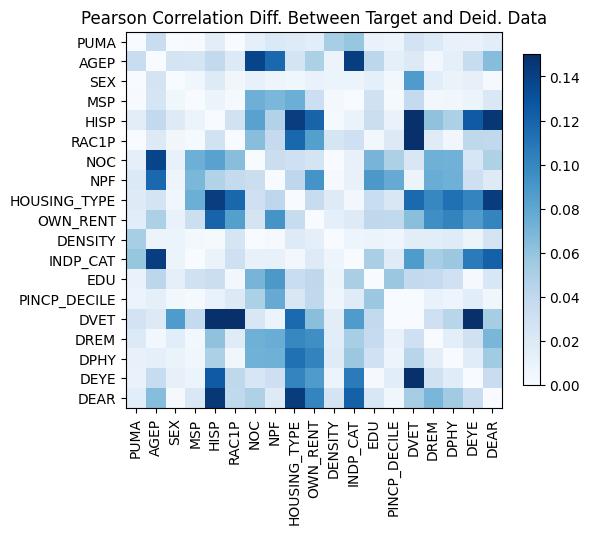 Pearson Correlation Diff. Between Target and Deid. Data
PUMA
AGEP
SEX
MSP
HISP
RAC1P
NOC
NPF
HOUSING_TYPE
OWN_RENT
DENSITY
INDP_CAT
EDU
PINCP_DECILE
DVET
DREM
DPHY
DEYE
DEAR
PUMA
AGEP
SEX
MSP
HISP
RAC1P
NOC
NPF
HOUSING_TYPE
OWN_RENT
DENSITY
INDP_CAT
EDU
PINCP_DECILE
DVET
DREM
DPHY
DEYE
DEAR
0.14
0.12
0.10
0.08
0.06
0.04
0.02
0.00